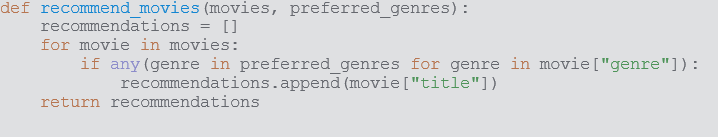 def recommend_movies(movies, preferred_genres):
    recommendations = []
    for movie in movies:
        if any(genre in preferred_genres for genre in movie["genre"]):
            recommendations.append(movie["title"])
    return recommendations